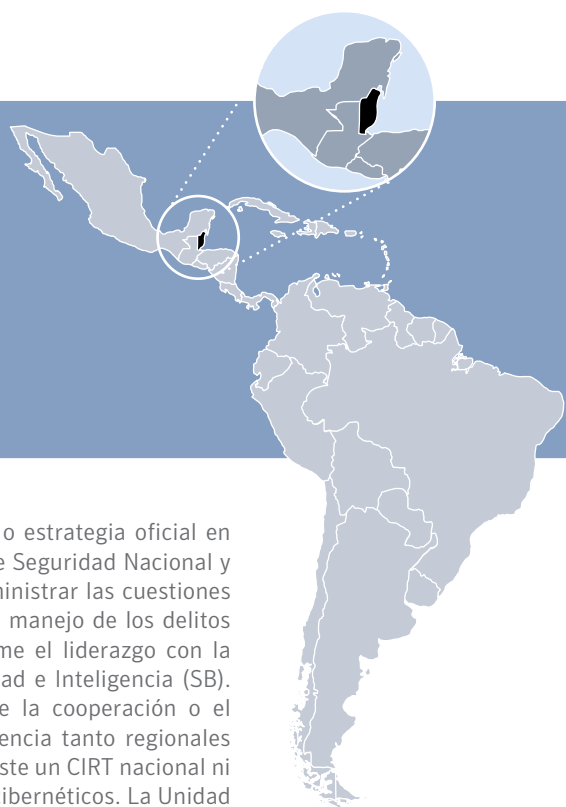 o estrategia oficial en
e Seguridad Nacional y
ministrar las cuestiones
manejo de los delitos
me el liderazgo con la
ad e Inteligencia (SB).
e la cooperación o el
encia tanto regionales
ste un CIRT nacional ni
ibernéticos. La Unidad